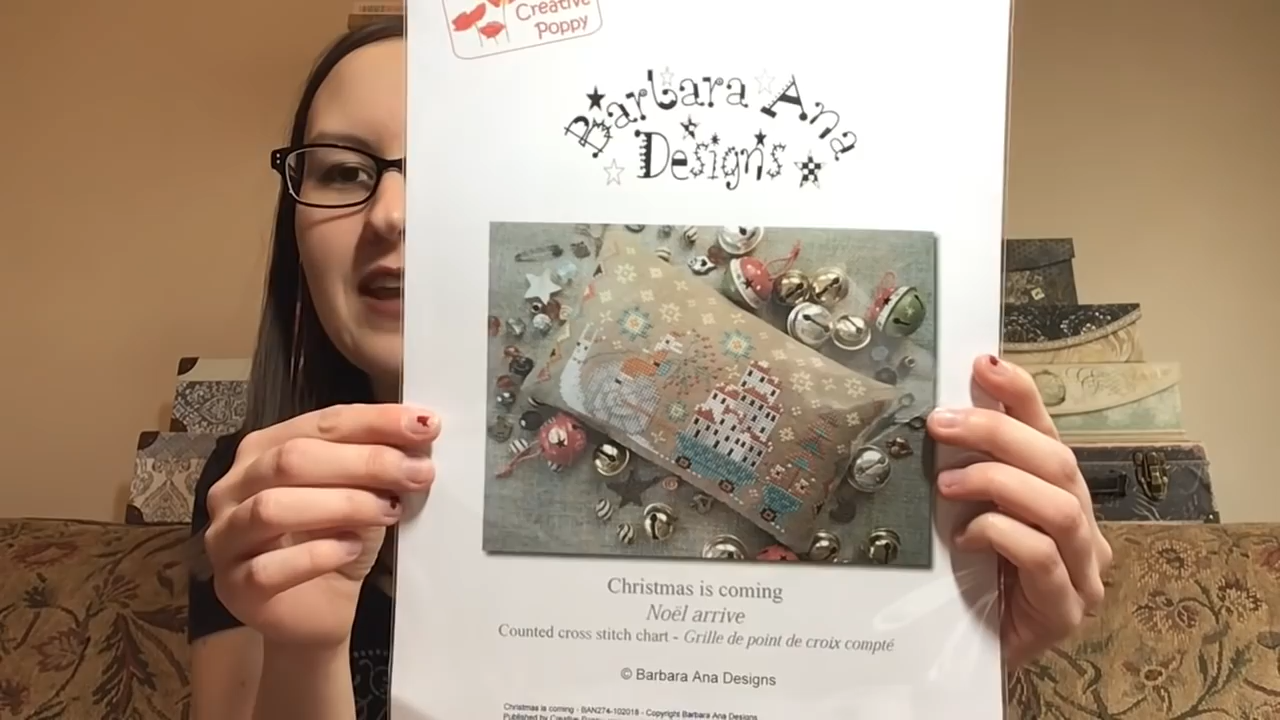 Creative
Poppy
Barbara Ana
Designs
Christmas is coming
Noël arrive
Counted cross stitch chart - Grille de point de croix compté
© Barbara Ana Designs
Christmas is coming - BAN274-102018 - Copyright Barbara Ana Designs
Published by Creative